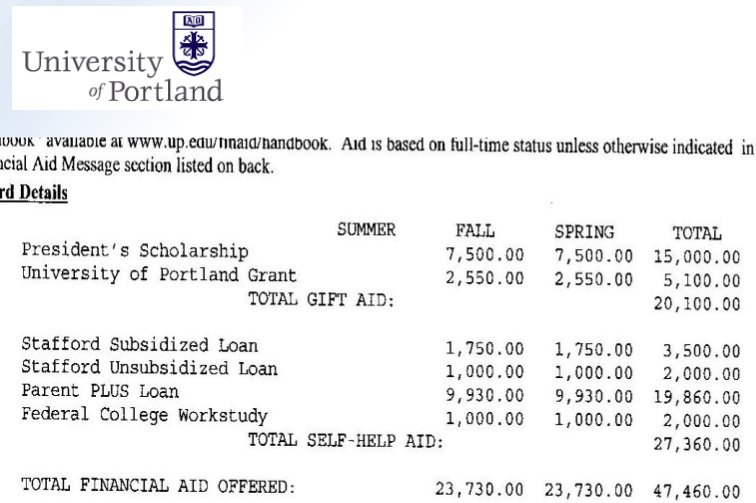 University
of Portland
available at www.up.edu/finaid/handbook. Aid is based on full-time status unless otherwise indicated in
Aid Message section listed on back.
Details
SUMMER FALL SPRING TOTAL
President's Scholarship 7,500.00 7,500.00 15,000.00
University of Portland Grant 2,550.00 2,550.00 5,100.00
TOTAL GIFT AID: 20,100.00
Stafford Subsidized Loan 1,750.00 1,750.00 3,500.00
Stafford Unsubsidized Loan 1,000.00 1,000.00 2,000.00
Parent PLUS Loan 9,930.00 9,930.00 19,860.00
Federal College Workstudy 1,000.00 1,000.00 2,000.00
TOTAL SELF-HELP AID: 27,360.00
TOTAL FINANCIAL AID OFFERED: 23,730.00 23,730.00 47,460.00